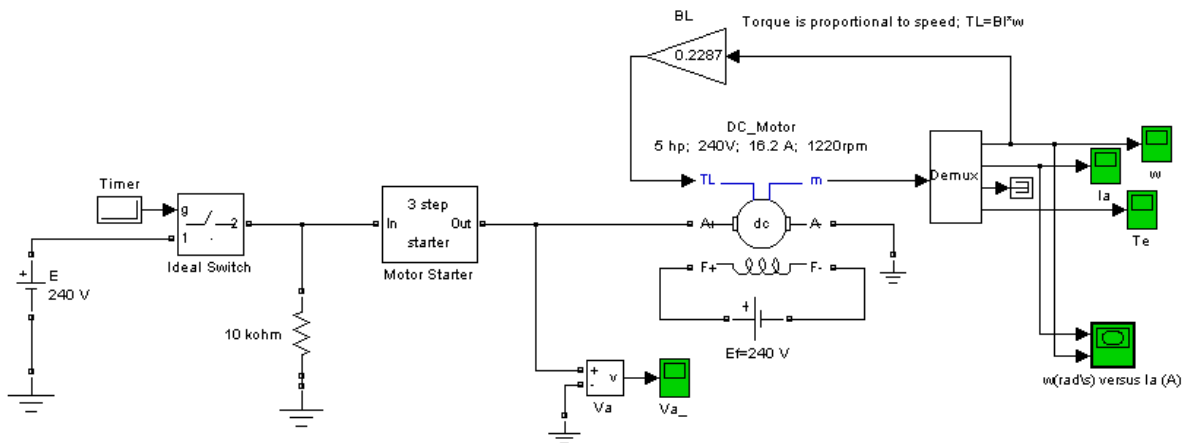 BL
Torque is proportional to speed; TL=Bl*w
0.2287
DC_Motor
5 hp; 240V; 16.2 A; 1220rpm
Timer
g
1
2
Ideal Switch
E
240 V
+
10 kohm
3 step
In
Out
starter
Motor Starter
TL
m
A+
dc
A-
F+
F-
+
Ef=240 V
Demux
w
Ia
Te
+
-
v
Va
Va_
w(rad\s) versus Ia (A)